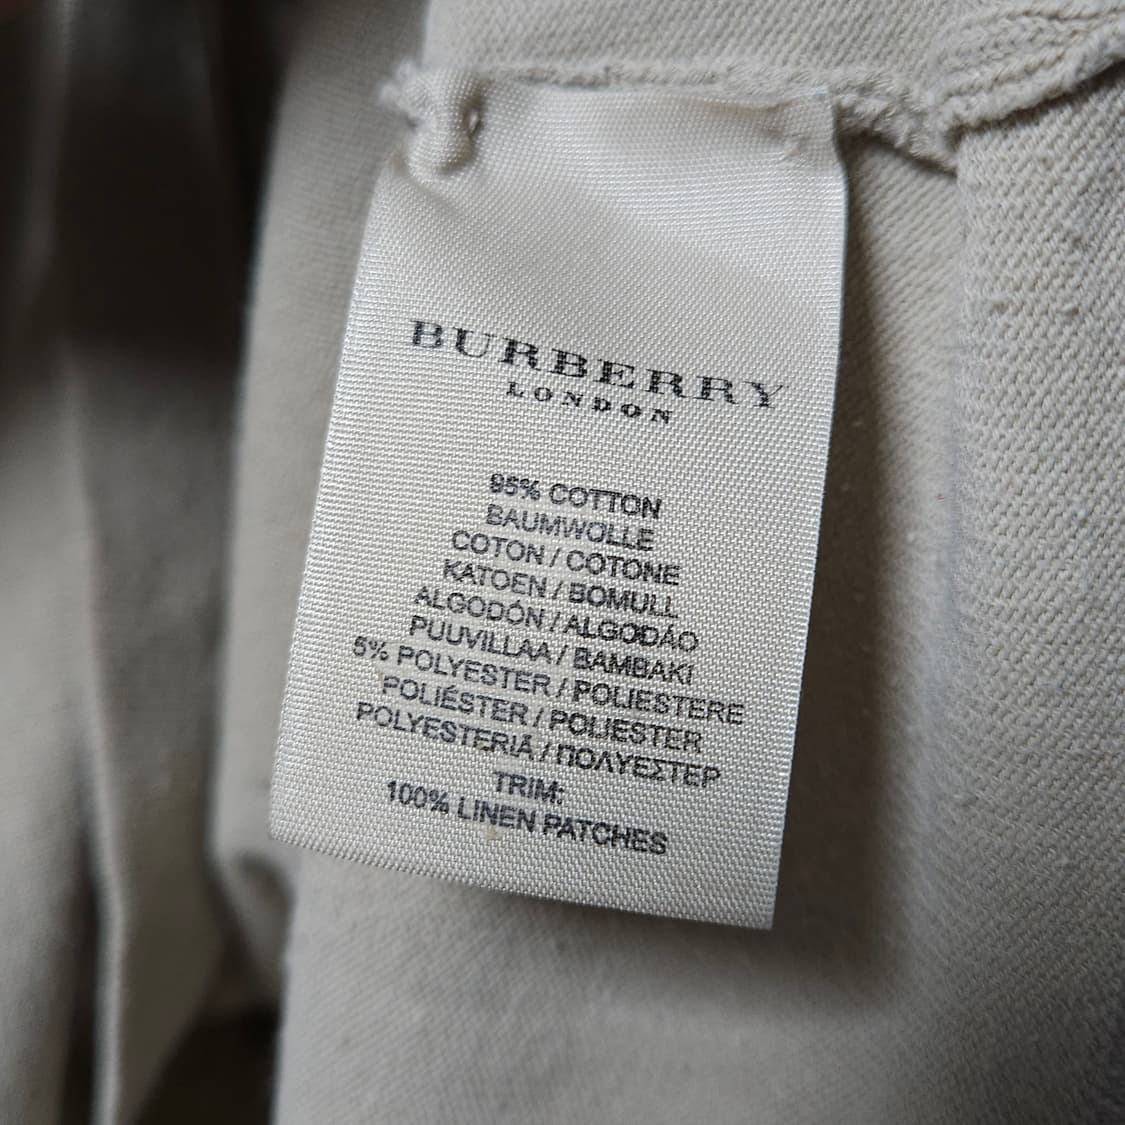 BURBERRY
LONDON
95% COTTON
BAUMWOLLE
COTON / COTONE
KATOEN / BOMULL
ALGODÓN / ALGODÃO
PUUVILLAA / BAMBAKI
5% POLYESTER / POLIESTERE
POLIÉSTER / POLIESTER
POLYESTERIÄ / ΠΟΛΥΕΣΤΕΡ
TRIM:
100% LINEN PATCHES